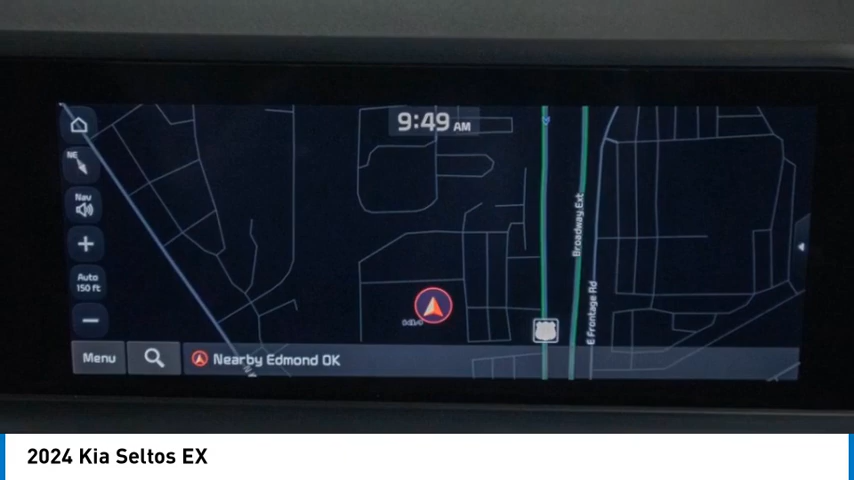 9:49 AM
NE
Nav
Auto
150 ft
Broadway Ext
E Frontage Rd
Menu
Nearby Edmond OK
2024 Kia Seltos EX